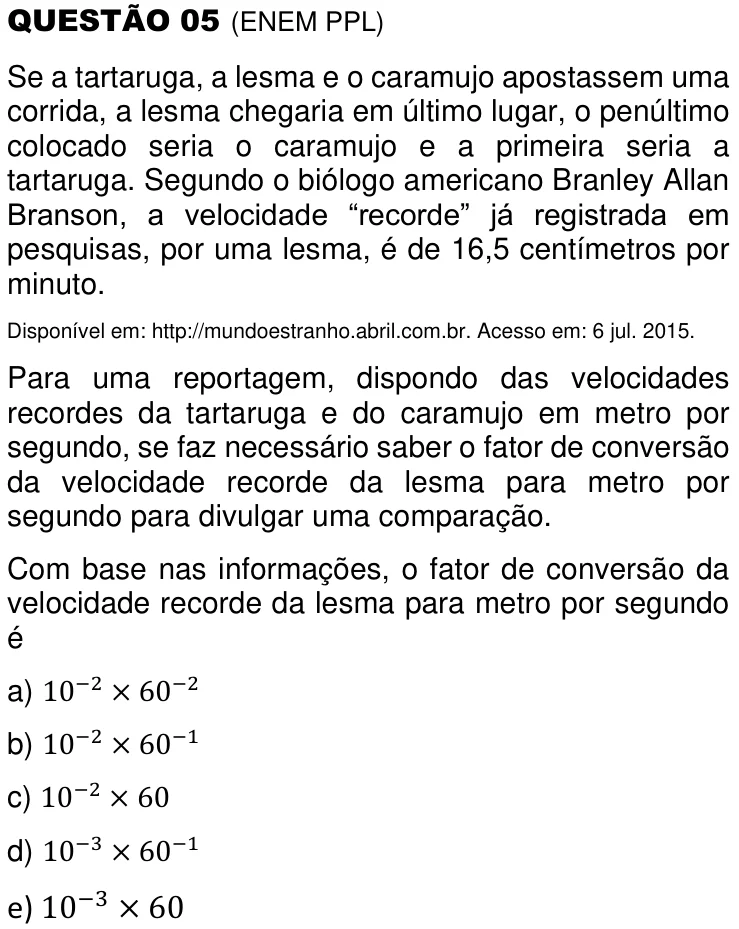 QUESTÃO 05 (ENEM PPL)
Se a tartaruga, a lesma e o caramujo apostassem uma
corrida, a lesma chegaria em último lugar, o penúltimo
colocado seria o caramujo e a primeira seria a
tartaruga. Segundo o biólogo americano Branley Allan
Branson, a velocidade “recorde” já registrada em
pesquisas, por uma lesma, é de 16,5 centímetros por
minuto.
Disponível em: http://mundoestranho.abril.com.br. Acesso em: 6 jul. 2015.
Para uma reportagem, dispondo das velocidades
recordes da tartaruga e do caramujo em metro por
segundo, se faz necessário saber o fator de conversão
da velocidade recorde da lesma para metro por
segundo para divulgar uma comparação.
Com base nas informações, o fator de conversão da
velocidade recorde da lesma para metro por segundo
é
a) 10⁻² × 60⁻²
b) 10⁻² × 60⁻¹
c) 10⁻² × 60
d) 10⁻³ × 60⁻¹
e) 10⁻³ × 60